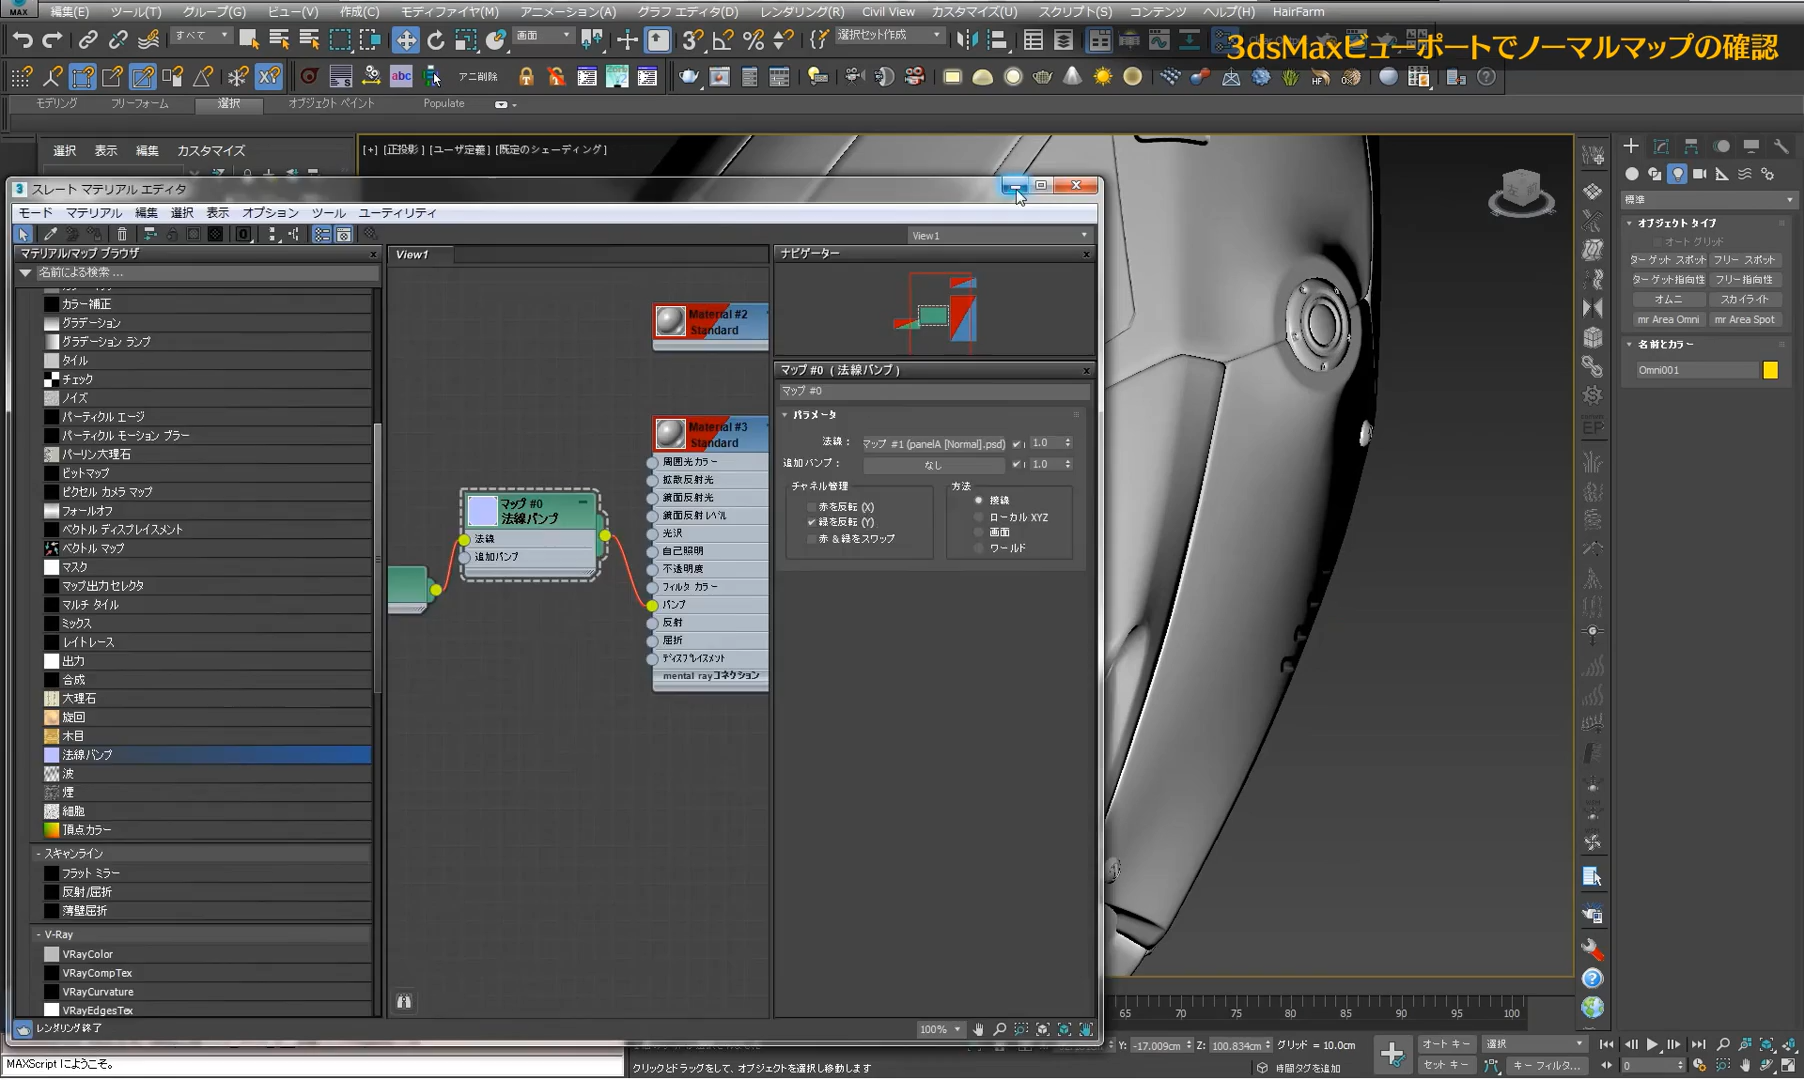 編集(E) ツール(T) グループ(G) ビュー(V) 作成(C) モディファイヤ(M) アニメーション(A) グラフ エディタ(D) レンダリング(R) Civil View カスタマイズ(U) スクリプト(S) コンテンツ ヘルプ(H) HairFarm
すべて 画面 選択セット作成
3dsMaxビューポートでノーマルマップの確認
abc アニ削除
モデリング フリーフォーム 選択 オブジェクト ペイント Populate
選択 表示 編集 カスタマイズ
[+] [正投影] [ユーザ定義] [既定のシェーディング]
スレート マテリアル エディタ
モード マテリアル 編集 選択 表示 オプション ツール ユーティリティ
View1
マテリアル/マップ ブラウザ
名前による検索 ...
カラー補正
グラデーション
グラデーション ランプ
タイル
チェック
ノイズ
パーティクル エージ
パーティクル モーション ブラー
パーリン大理石
ビットマップ
ピクセル カメラ マップ
フォールオフ
ベクトル ディスプレイスメント
ベクトル マップ
マスク
マップ出力セレクタ
マルチ タイル
ミックス
レイトレース
出力
合成
大理石
旋回
木目
法線バンプ
波
煙
細胞
頂点カラー
- スキャンライン
フラット ミラー
反射/屈折
薄壁屈折
- V-Ray
VRayColor
VRayCompTex
VRayCurvature
VRayEdgesTex
レンダリング終了
View1
Material #2
Standard
Material #3
Standard
周囲光カラー
拡散反射光
鏡面反射光
鏡面反射レベル
光沢
自己照明
不透明度
フィルタ カラー
バンプ
反射
屈折
ディスプレイスメント
mental rayコネクション
マップ #0
法線バンプ
法線
追加バンプ
ナビゲーター
マップ #0 ( 法線バンプ )
マップ #0
パラメータ
法線 : マップ #1 (panelA [Normal].psd) 1.0
追加バンプ : なし 1.0
チャネル管理
赤を反転 (X)
緑を反転 (Y)
赤 & 緑をスワップ
方法
接線
ローカル XYZ
画面
ワールド
100%
標準
オブジェクト タイプ
オート グリッド
ターゲット スポット フリー スポット
ターゲット指向性 フリー指向性
オムニ スカイライト
mr Area Omni mr Area Spot
名前とカラー
Omni001
65 70 75 80 85 90 95 100
Y: -17.009cm Z: 100.834cm グリッド = 10.0cm
オート キー 選択
セット キー キー フィルタ...
0
時間タグを追加
MAXScript にようこそ。
クリックとドラッグをして、オブジェクトを選択し移動します